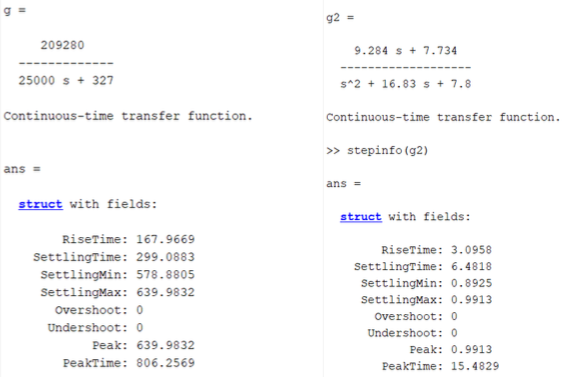 g =
209280
-------------
25000 s + 327
Continuous-time transfer function.
ans =
struct with fields:
RiseTime: 167.9669
SettlingTime: 299.0883
SettlingMin: 578.8805
SettlingMax: 639.9832
Overshoot: 0
Undershoot: 0
Peak: 639.9832
PeakTime: 806.2569
g2 =
9.284 s + 7.734
-------------------
s^2 + 16.83 s + 7.8
Continuous-time transfer function.
>> stepinfo(g2)
ans =
struct with fields:
RiseTime: 3.0958
SettlingTime: 6.4818
SettlingMin: 0.8925
SettlingMax: 0.9913
Overshoot: 0
Undershoot: 0
Peak: 0.9913
PeakTime: 15.4829